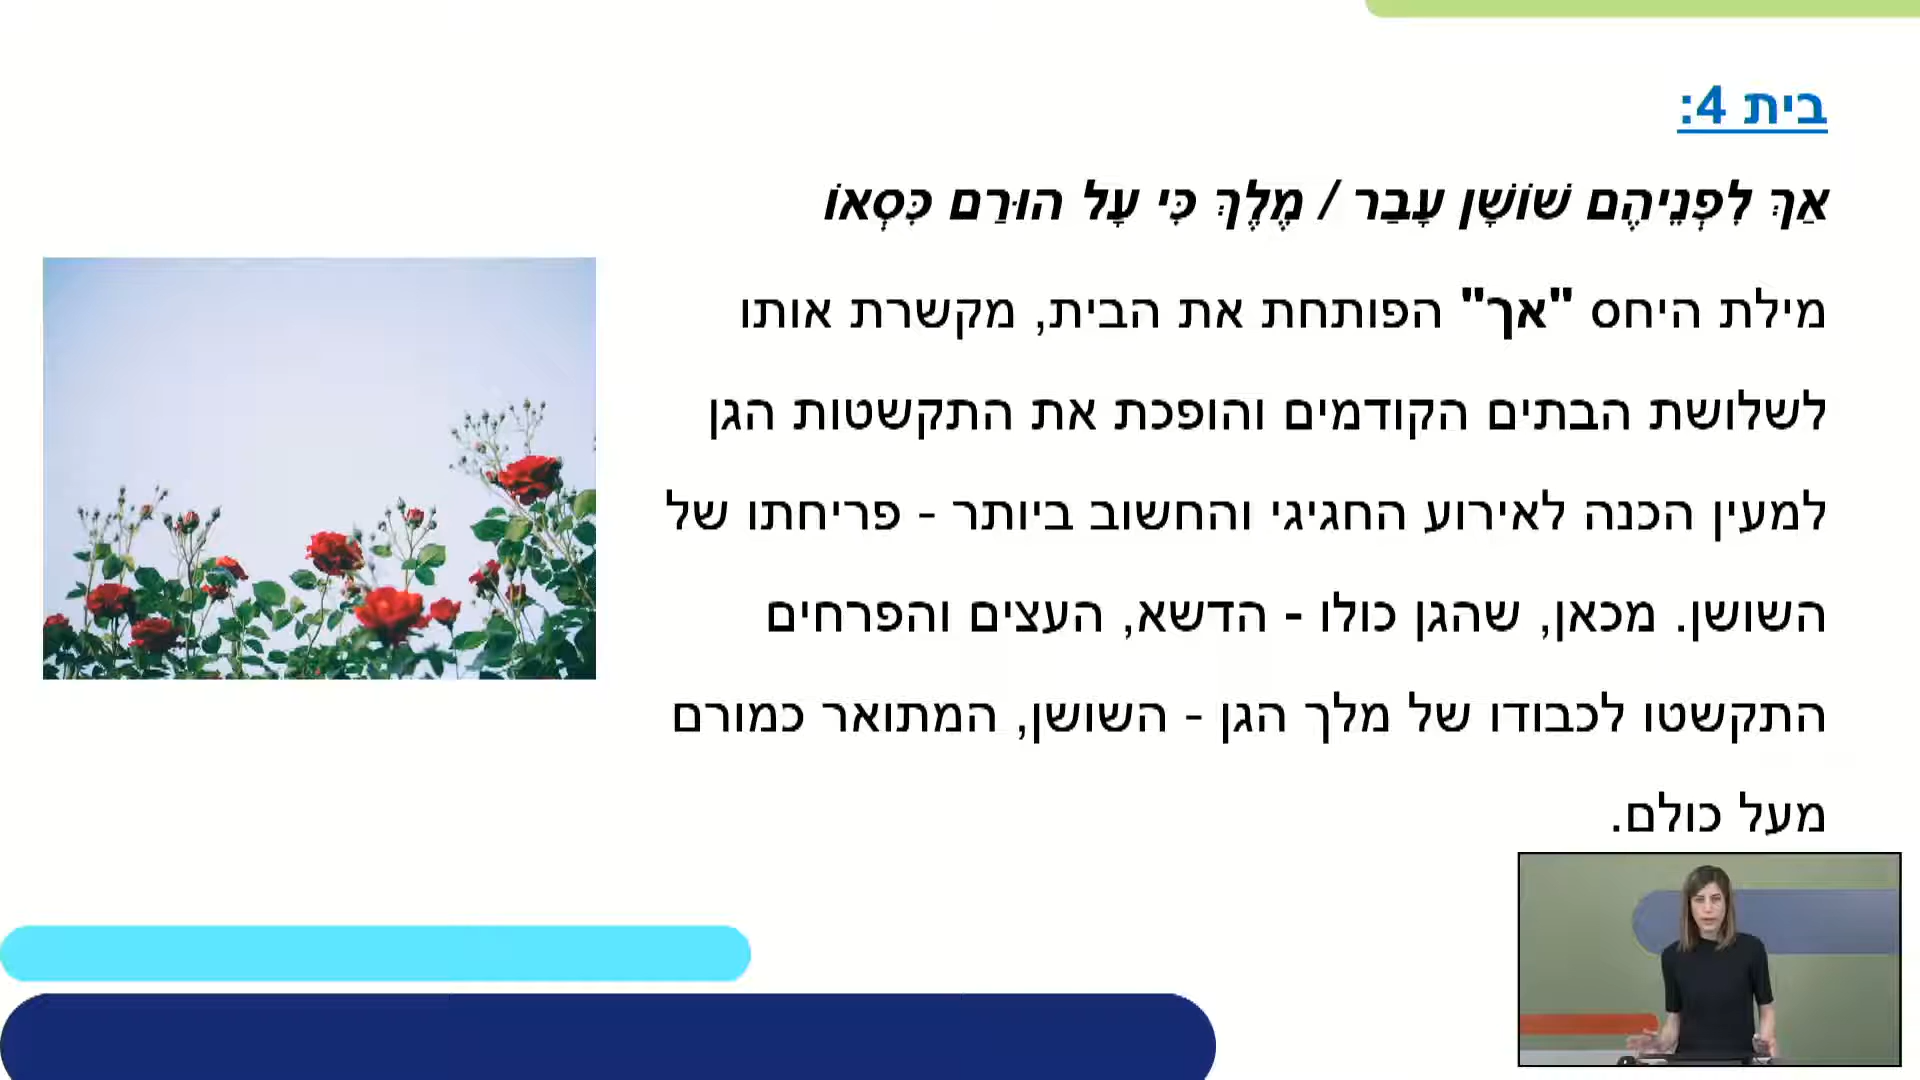 בית 4:
אַךְ לִפְנֵיהֶם שׁוֹשָׁן עָבַר / מֶלֶךְ כִּי עָל הוּרַם כִּסְאוֹ
מילת היחס "אך" הפותחת את הבית, מקשרת אותו
לשלושת הבתים הקודמים והופכת את התקשטות הגן
למעין הכנה לאירוע החגיגי והחשוב ביותר - פריחתו של
השושן. מכאן, שהגן כולו - הדשא, העצים והפרחים
התקשטו לכבודו של מלך הגן - השושן, המתואר כמורם
מעל כולם.